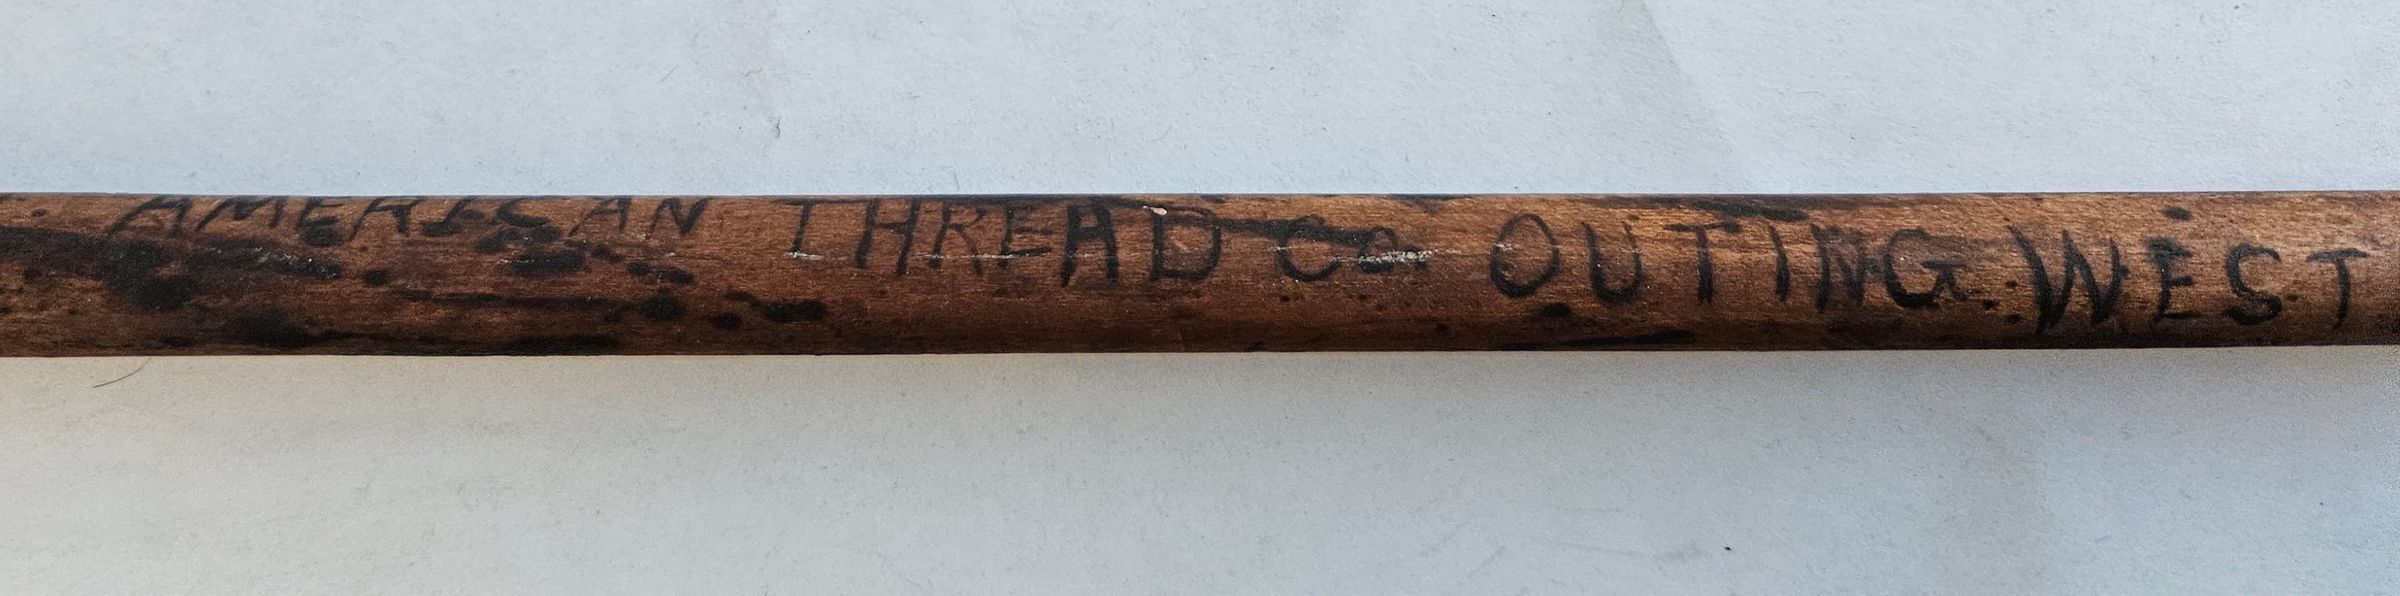 AMERICAN THREAD Co OUTING WEST